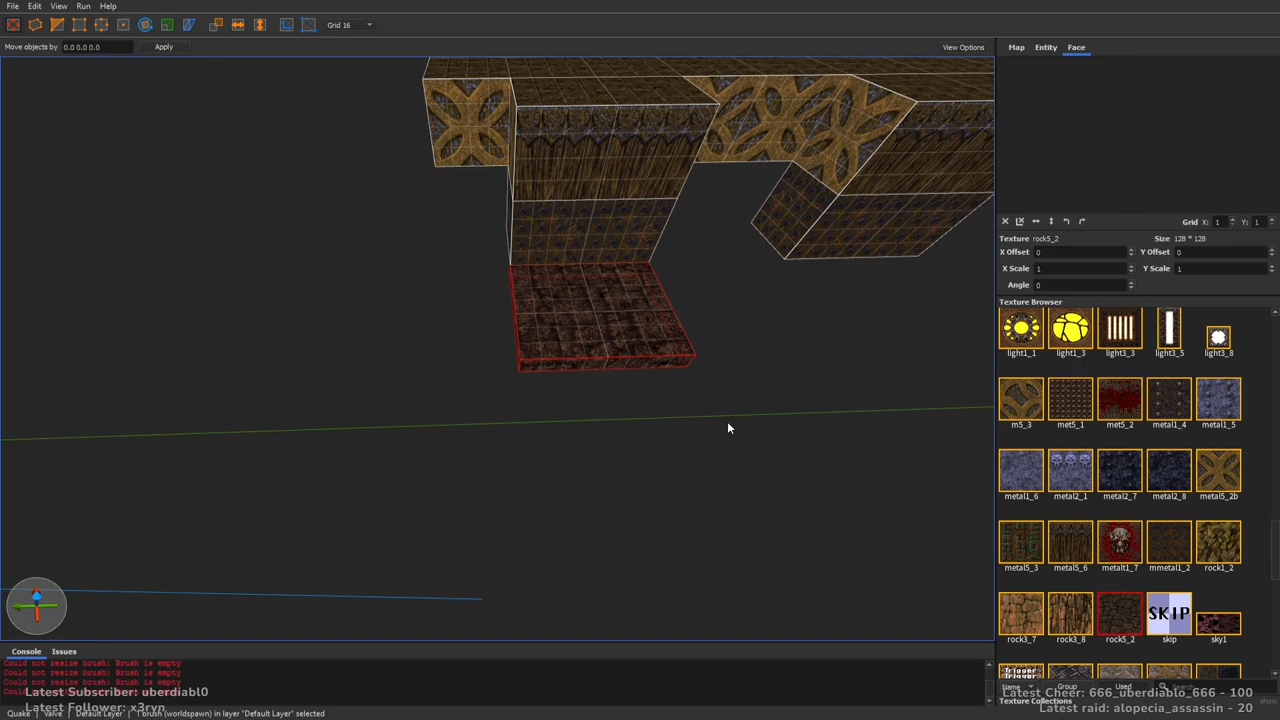 File Edit View Run Help
Grid 16
Move objects by 0.0 0.0 0.0 Apply
View Options
Map Entity Face
Grid X: 1 Y: 1
Texture rock5_2 Size 128 * 128
X Offset 0 Y Offset 0
X Scale 1 Y Scale 1
Angle 0
Texture Browser
light1_1 light1_3 light3_3 light3_5 light3_8
m5_3 met5_1 met5_2 metal1_4 metal1_5
metal1_6 metal2_1 metal2_7 metal2_8 metal5_2b
metal5_3 metal5_6 metalt1_7 mmetal1_2 rock1_2
SKIP
rock3_7 rock3_8 rock5_2 skip sky1
Trigger
Name Group Used Search
Texture Collections
Console Issues
Could not resize brush: Brush is empty
Could not resize brush: Brush is empty
Could not resize brush: Brush is empty
Latest Subscriber: uberdiabl0
Latest Follower: x3ryn
Latest Cheer: 666_uberdiablo_666 - 100
Latest raid: alopecia_assassin - 20
Quake Valve Default Layer 1 brush (worldspawn) in layer "Default Layer" selected